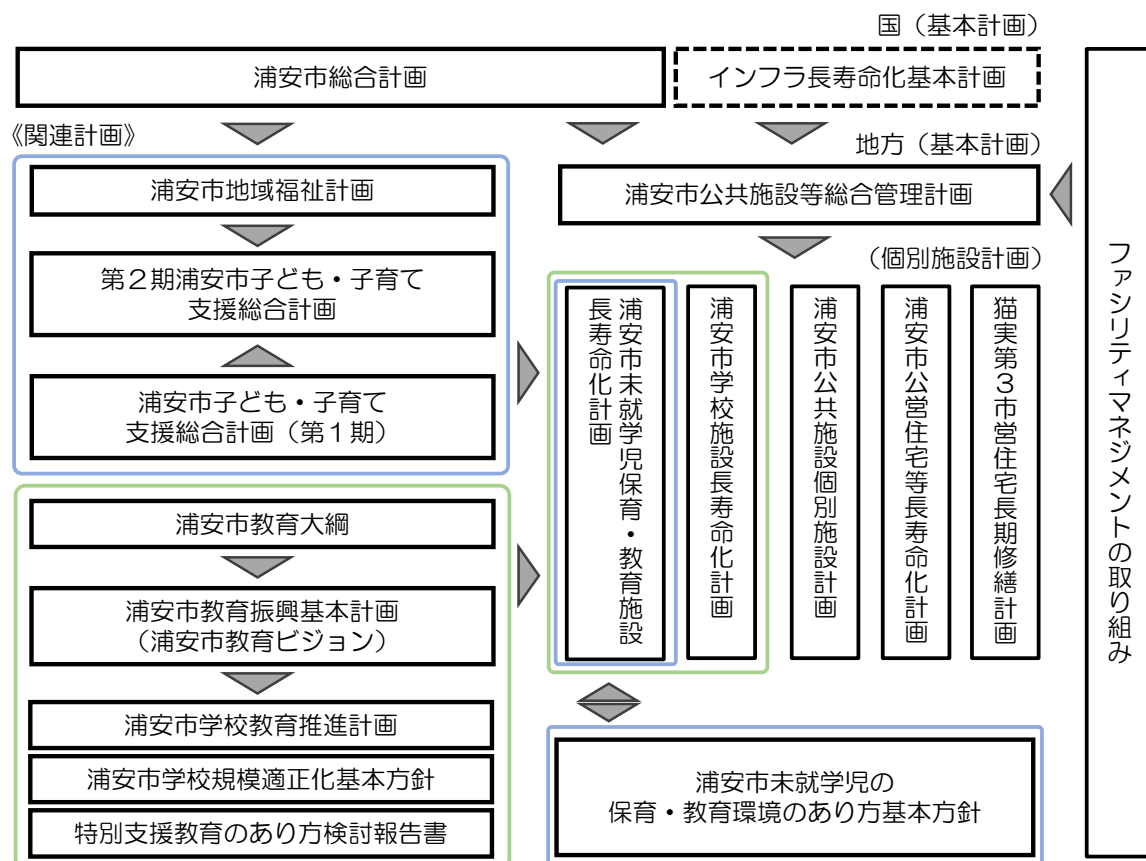 国（基本計画）
浦安市総合計画
インフラ長寿命化基本計画
《関連計画》
地方（基本計画）
浦安市地域福祉計画
浦安市公共施設等総合管理計画
（個別施設計画）
第２期浦安市子ども・子育て
支援総合計画
浦安市子ども・子育て
支援総合計画（第１期）
浦安市教育大綱
浦安市教育振興基本計画
（浦安市教育ビジョン）
浦安市学校教育推進計画
浦安市学校規模適正化基本方針
特別支援教育のあり方検討報告書
浦安市未就学児保育・教育施設
長寿命化計画
浦安市学校施設長寿命化計画
浦安市公共施設個別施設計画
浦安市公営住宅等長寿命化計画
猫実第３市営住宅長期修繕計画
浦安市未就学児の
保育・教育環境のあり方基本方針
ファシリティマネジメントの取り組み